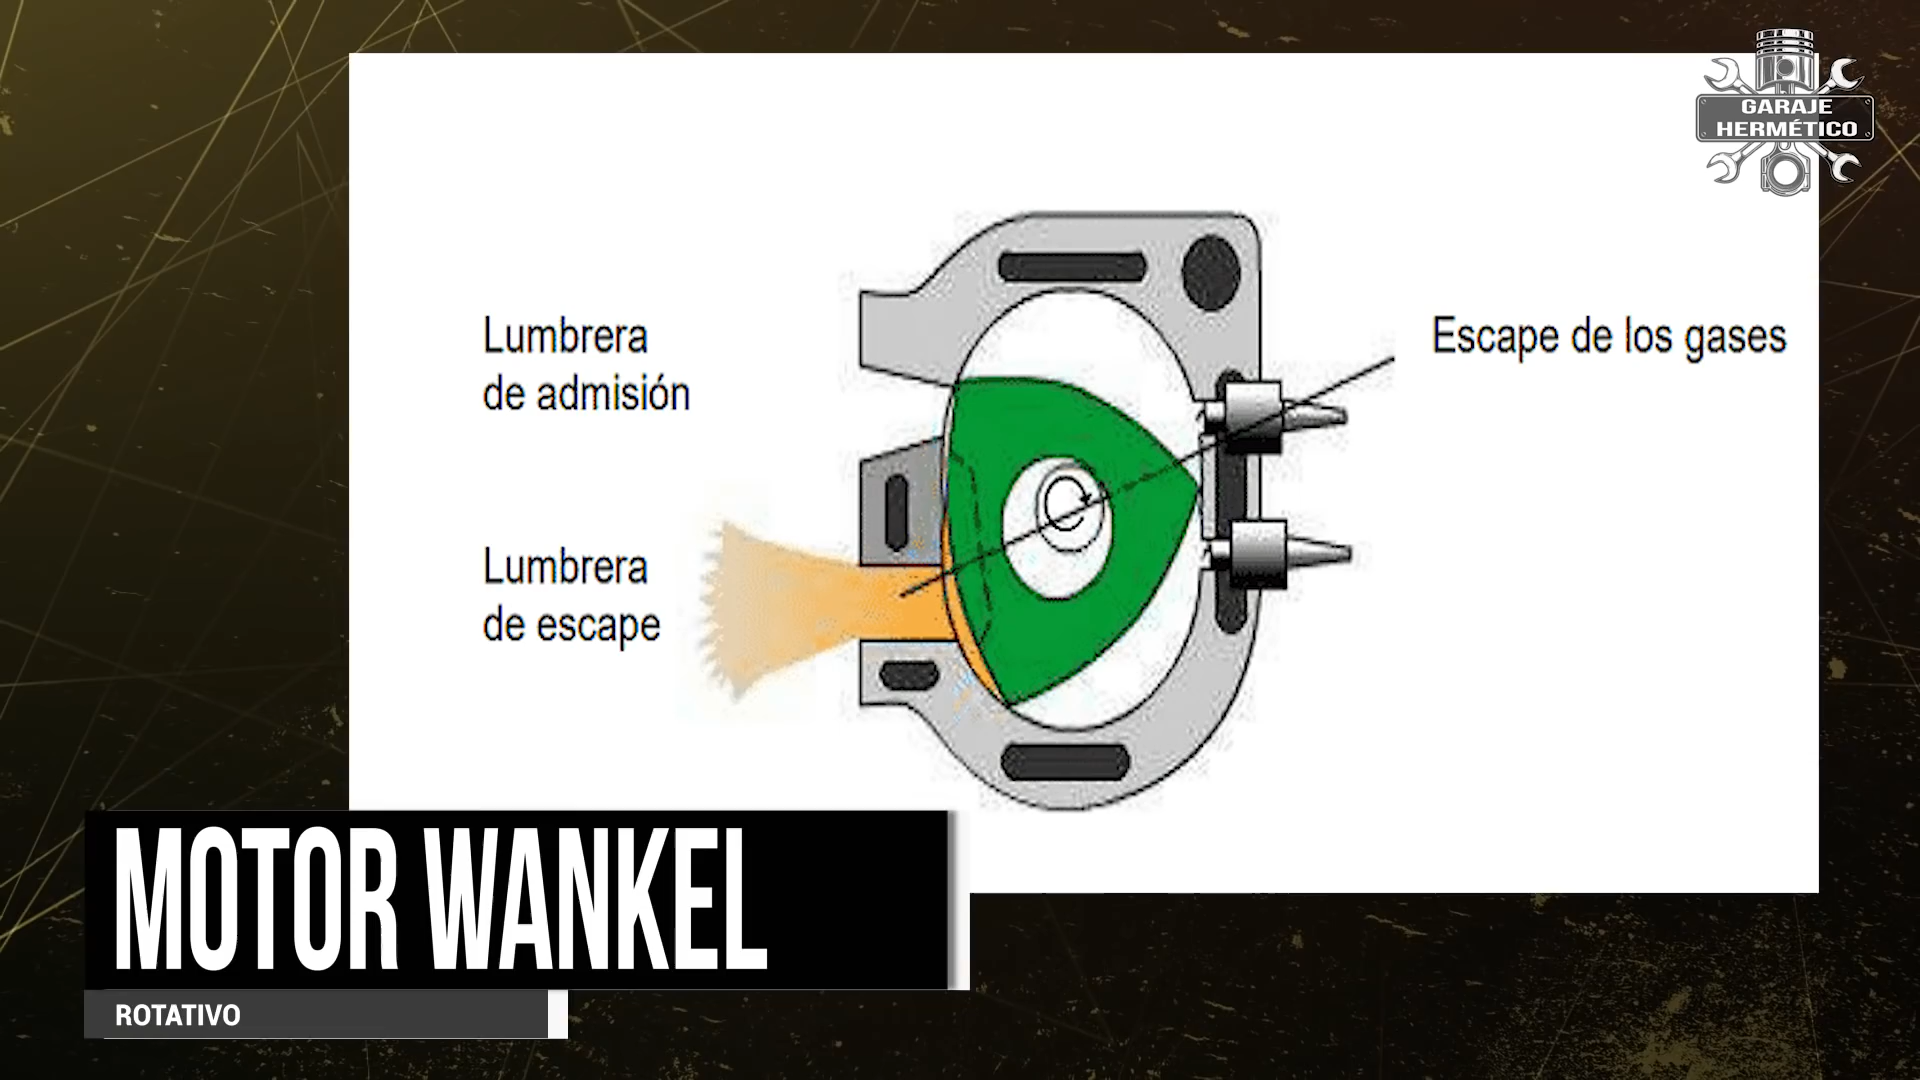 GARAJE
HERMÉTICO
Lumbrera
de admisión
Escape de los gases
Lumbrera
de escape
MOTOR WANKEL
ROTATIVO